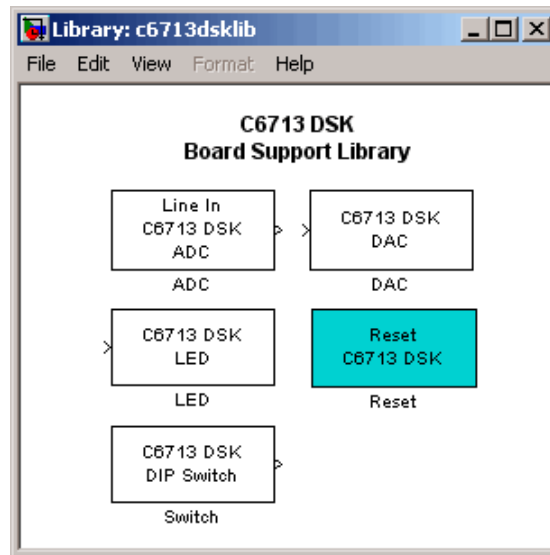 Library: c6713dsklib
File Edit View Format Help
C6713 DSK
Board Support Library
Line In
C6713 DSK
ADC
ADC
C6713 DSK
DAC
DAC
C6713 DSK
LED
LED
Reset
C6713 DSK
Reset
C6713 DSK
DIP Switch
Switch